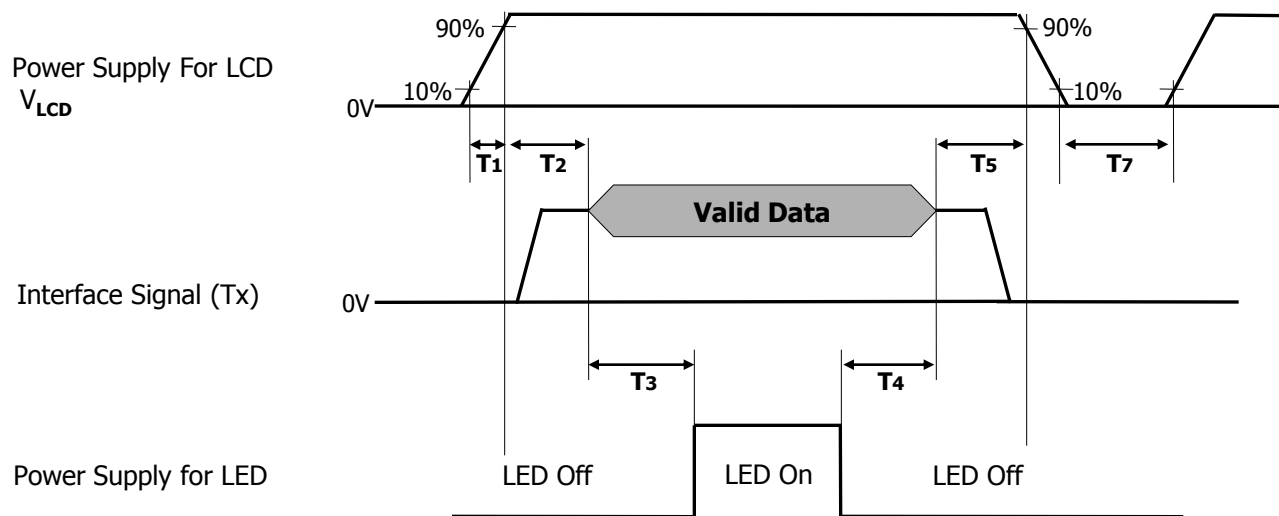 90%
90%
Power Supply For LCD
VLCD
10%
10%
0V
T1
T2
T5
T7
Valid Data
Interface Signal (Tx)
0V
T3
T4
Power Supply for LED
LED Off
LED On
LED Off